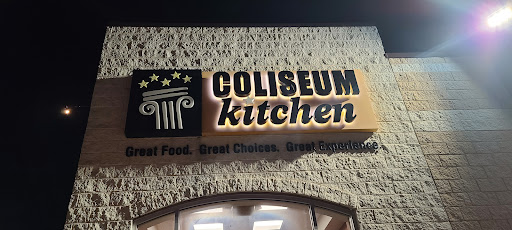 COLISEUM
kitchen
Great Food. Great Choices. Great Experience.